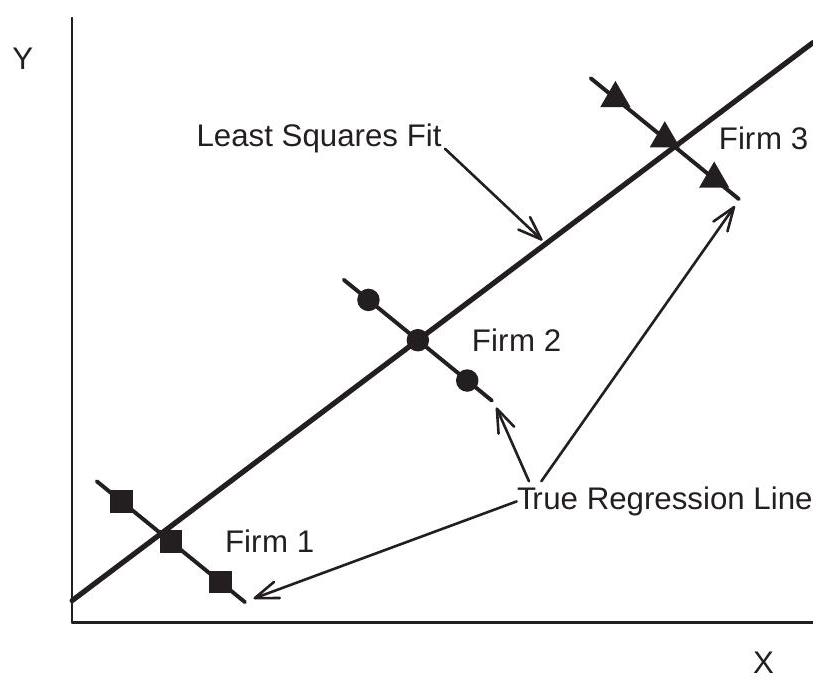 Y
Least Squares Fit
Firm 3
Firm 2
True Regression Line
Firm 1
X